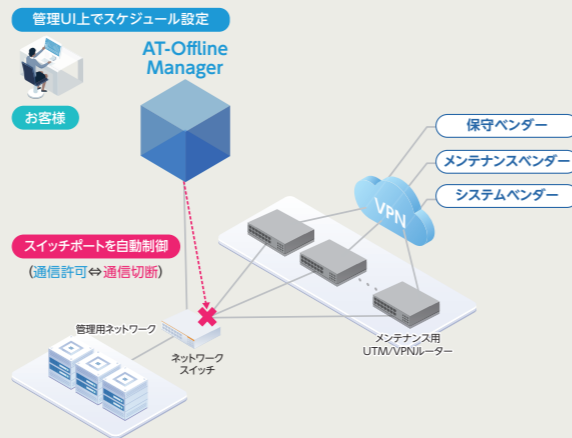 管理UI上でスケジュール設定
お客様
AT-Offline
Manager
保守ベンダー
メンテナンスベンダー
システムベンダー
VPN
スイッチポートを自動制御
(通信許可⇔通信切断)
管理用ネットワーク
ネットワーク
スイッチ
メンテナンス用
UTM/VPNルーター